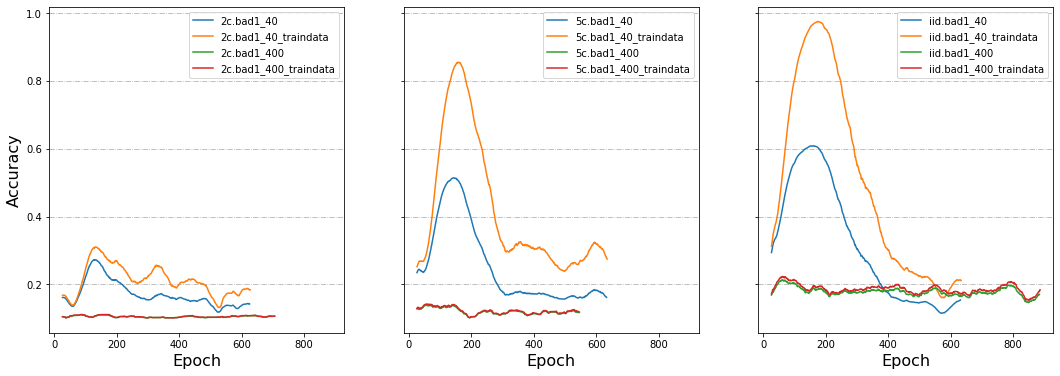 2c.bad1_40
2c.bad1_40_traindata
2c.bad1_400
2c.bad1_400_traindata
5c.bad1_40
5c.bad1_40_traindata
5c.bad1_400
5c.bad1_400_traindata
iid.bad1_40
iid.bad1_40_traindata
iid.bad1_400
iid.bad1_400_traindata
Accuracy
1.0
0.8
0.6
0.4
0.2
0 200 400 600 800
0 200 400 600 800
0 200 400 600 800
Epoch
Epoch
Epoch